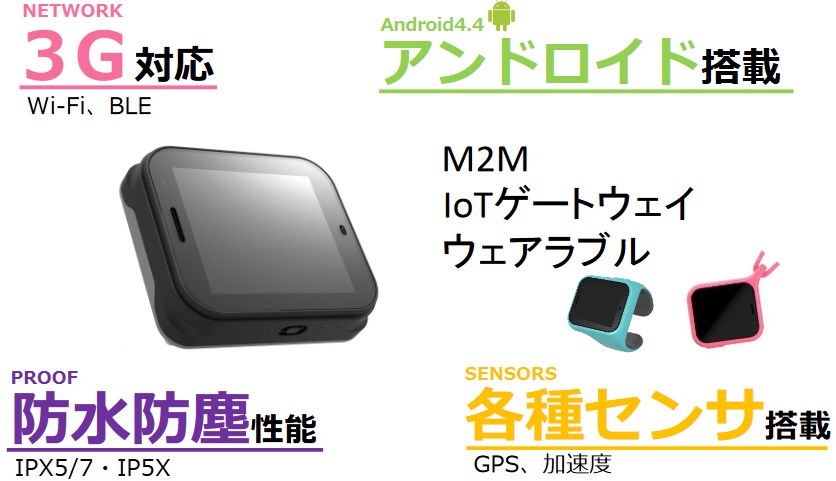 NETWORK
3G対応
Wi-Fi、BLE
Android4.4
アンドロイド搭載
M2M
IoTゲートウェイ
ウェアラブル
PROOF
防水防塵性能
IPX5/7・IP5X
SENSORS
各種センサ搭載
GPS、加速度